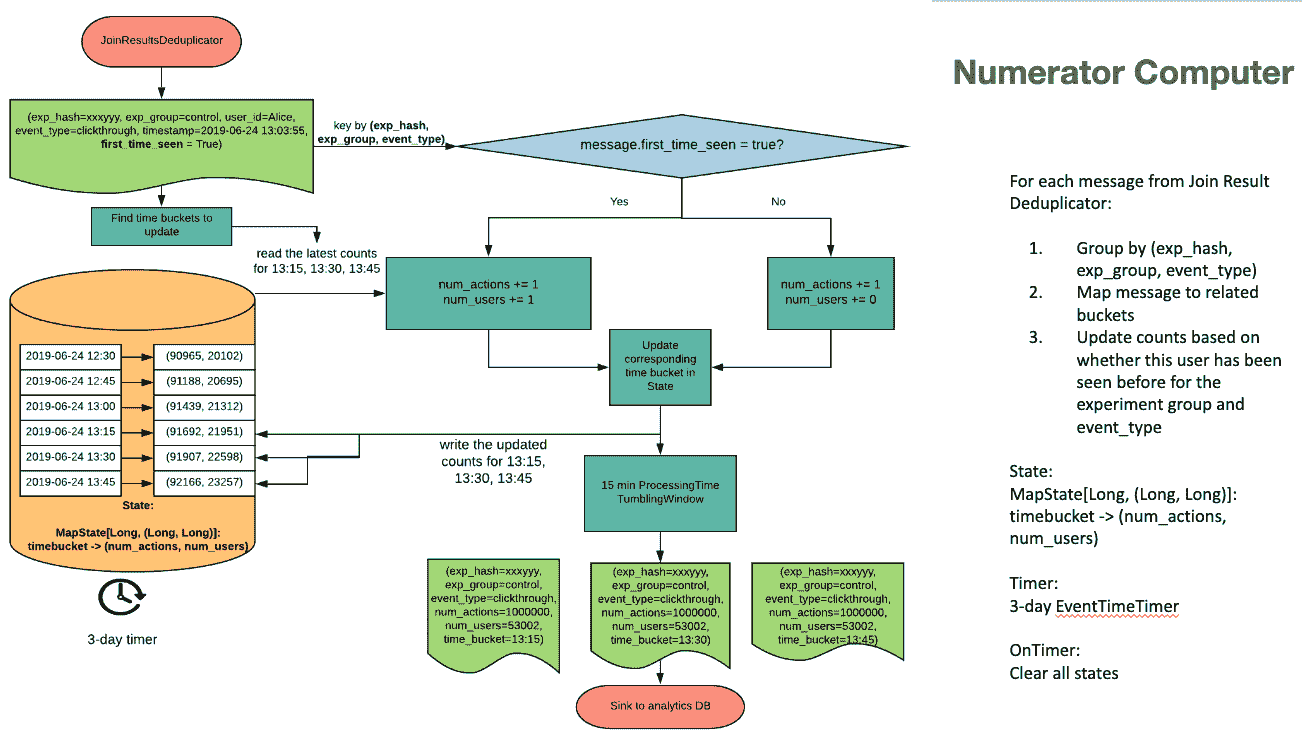 JoinResultsDeduplicator
Numerator Computer
(exp_hash=xxxyyy, exp_group=control, user_id=Alice,
event_type=clickthrough, timestamp=2019-06-24 13:03:55,
first_time_seen = True)
key by (exp_hash,
exp_group, event_type)
message.first_time_seen = true?
Yes
No
Find time buckets to
update
read the latest counts
for 13:15, 13:30, 13:45
num_actions += 1
num_users += 1
num_actions += 1
num_users += 0
Update
corresponding
time bucket in
State
2019-06-24 12:30
(90965, 20102)
2019-06-24 12:45
(91188, 20695)
2019-06-24 13:00
(91439, 21312)
2019-06-24 13:15
(91692, 21951)
2019-06-24 13:30
(91907, 22598)
2019-06-24 13:45
(92166, 23257)
State:
MapState[Long, (Long, Long)]:
timebucket -> (num_actions, num_users)
3-day timer
write the updated
counts for 13:15,
13:30, 13:45
15 min ProcessingTime
TumblingWindow
(exp_hash=xxxyyy,
exp_group=control,
event_type=clickthrough,
num_actions=1000000,
num_users=53002,
time_bucket=13:15)
(exp_hash=xxxyyy,
exp_group=control,
event_type=clickthrough,
num_actions=1000000,
num_users=53002,
time_bucket=13:30)
(exp_hash=xxxyyy,
exp_group=control,
event_type=clickthrough,
num_actions=1000000,
num_users=53002,
time_bucket=13:45)
Sink to analytics DB
For each message from Join Result
Deduplicator:
1. Group by (exp_hash,
exp_group, event_type)
2. Map message to related
buckets
3. Update counts based on
whether this user has been
seen before for the
experiment group and
event_type
State:
MapState[Long, (Long, Long)]:
timebucket -> (num_actions,
num_users)
Timer:
3-day EventTimeTimer
OnTimer:
Clear all states